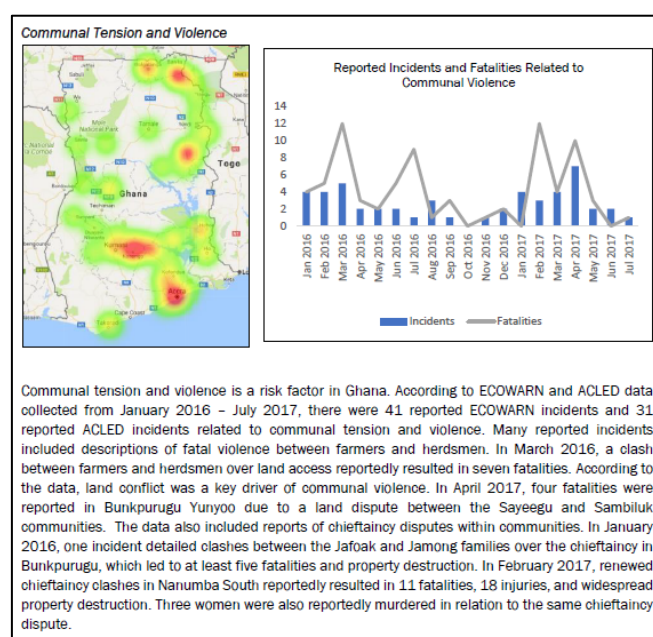 Communal Tension and Violence
Ghana
Togo
Techiman
Kumasi
Accra
Cape Coast
Takoradi
Tamale
Reported Incidents and Fatalities Related to
Communal Violence
14
12
10
8
6
4
2
0
Jan 2016
Feb 2016
Mar 2016
Apr 2016
May 2016
Jun 2016
Jul 2016
Aug 2016
Sep 2016
Oct 2016
Nov 2016
Dec 2016
Jan 2017
Feb 2017
Mar 2017
Apr 2017
May 2017
Jun 2017
Jul 2017
Incidents
Fatalities
Communal tension and violence is a risk factor in Ghana. According to ECOWARN and ACLED data
collected from January 2016 – July 2017, there were 41 reported ECOWARN incidents and 31
reported ACLED incidents related to communal tension and violence. Many reported incidents
included descriptions of fatal violence between farmers and herdsmen. In March 2016, a clash
between farmers and herdsmen over land access reportedly resulted in seven fatalities. According to
the data, land conflict was a key driver of communal violence. In April 2017, four fatalities were
reported in Bunkpurugu Yunyoo due to a land dispute between the Sayeegu and Sambiluk
communities. The data also included reports of chieftaincy disputes within communities. In January
2016, one incident detailed clashes between the Jafoak and Jamong families over the chieftaincy in
Bunkpurugu, which led to at least five fatalities and property destruction. In February 2017, renewed
chieftaincy clashes in Nanumba South reportedly resulted in 11 fatalities, 18 injuries, and widespread
property destruction. Three women were also reportedly murdered in relation to the same chieftaincy
dispute.